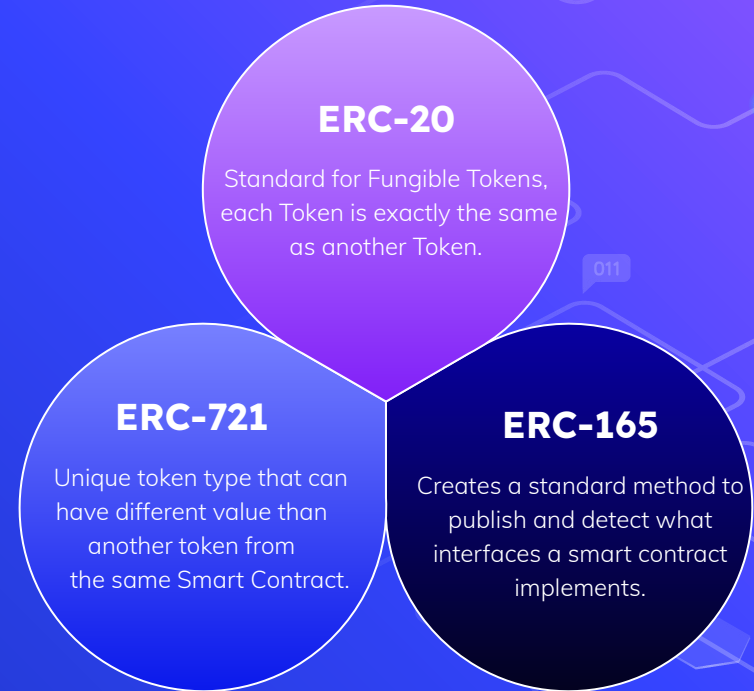 ERC-20
Standard for Fungible Tokens,
each Token is exactly the same
as another Token.
011
ERC-721
Unique token type that can
have different value than
another token from
the same Smart Contract.
ERC-165
Creates a standard method to
publish and detect what
interfaces a smart contract
implements.